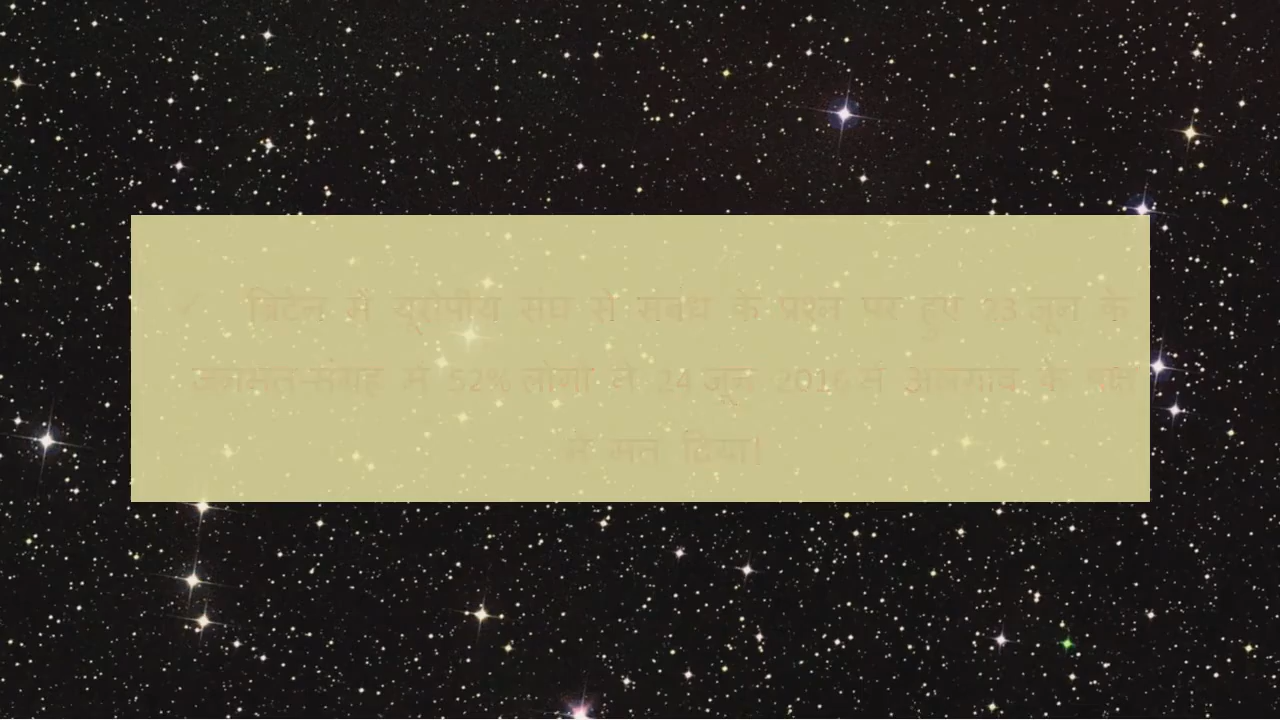 ✓ ब्रिटेन में यूरोपीय संघ से संबंध के प्रश्न पर हुए 23 जून के
जनमत-संग्रह में 52% लोगों ने 24 जून 2016 में अलगाव के पक्ष
में मत दिया।